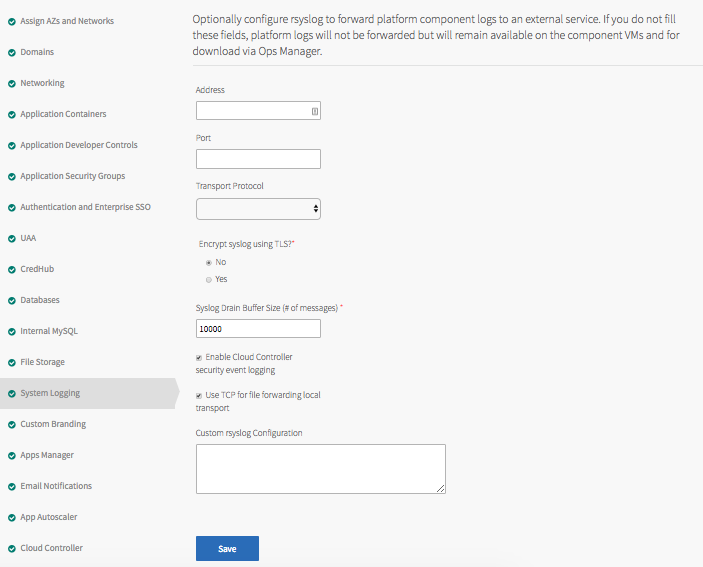 Assign AZs and Networks
Domains
Networking
Application Containers
Application Developer Controls
Application Security Groups
Authentication and Enterprise SSO
UAA
CredHub
Databases
Internal MySQL
File Storage
System Logging
Custom Branding
Apps Manager
Email Notifications
App Autoscaler
Cloud Controller
Optionally configure rsyslog to forward platform component logs to an external service. If you do not fill
these fields, platform logs will not be forwarded but will remain available on the component VMs and for
download via Ops Manager.
Address
Port
Transport Protocol
Encrypt syslog using TLS?*
No
Yes
Syslog Drain Buffer Size (# of messages) *
10000
Enable Cloud Controller
security event logging
Use TCP for file forwarding local
transport
Custom rsyslog Configuration
Save